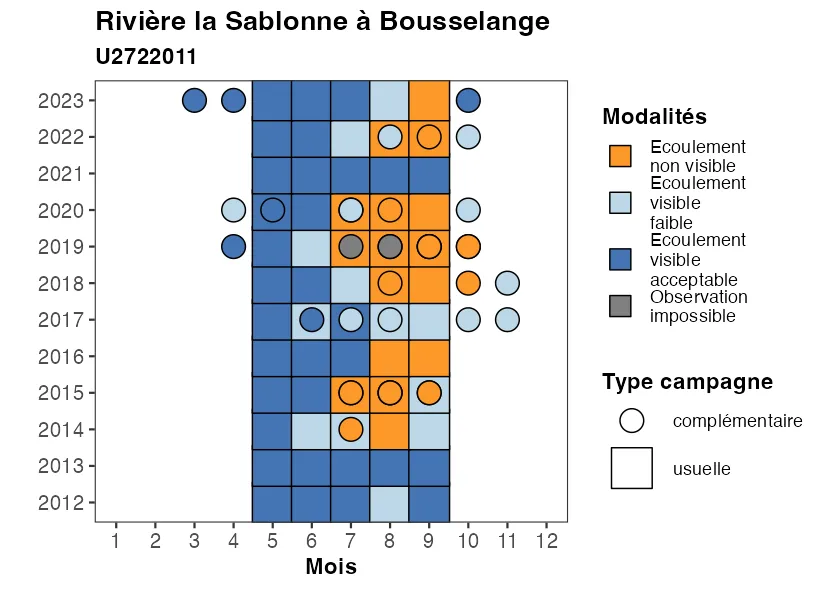 Rivière la Sablonne à Bousselange
U2722011
2023
2022
2021
2020
2019
2018
2017
2016
2015
2014
2013
2012
1 2 3 4 5 6 7 8 9 10 11 12
Mois
Modalités
Ecoulement
non visible
Ecoulement
visible
faible
Ecoulement
visible
acceptable
Observation
impossible
Type campagne
complémentaire
usuelle